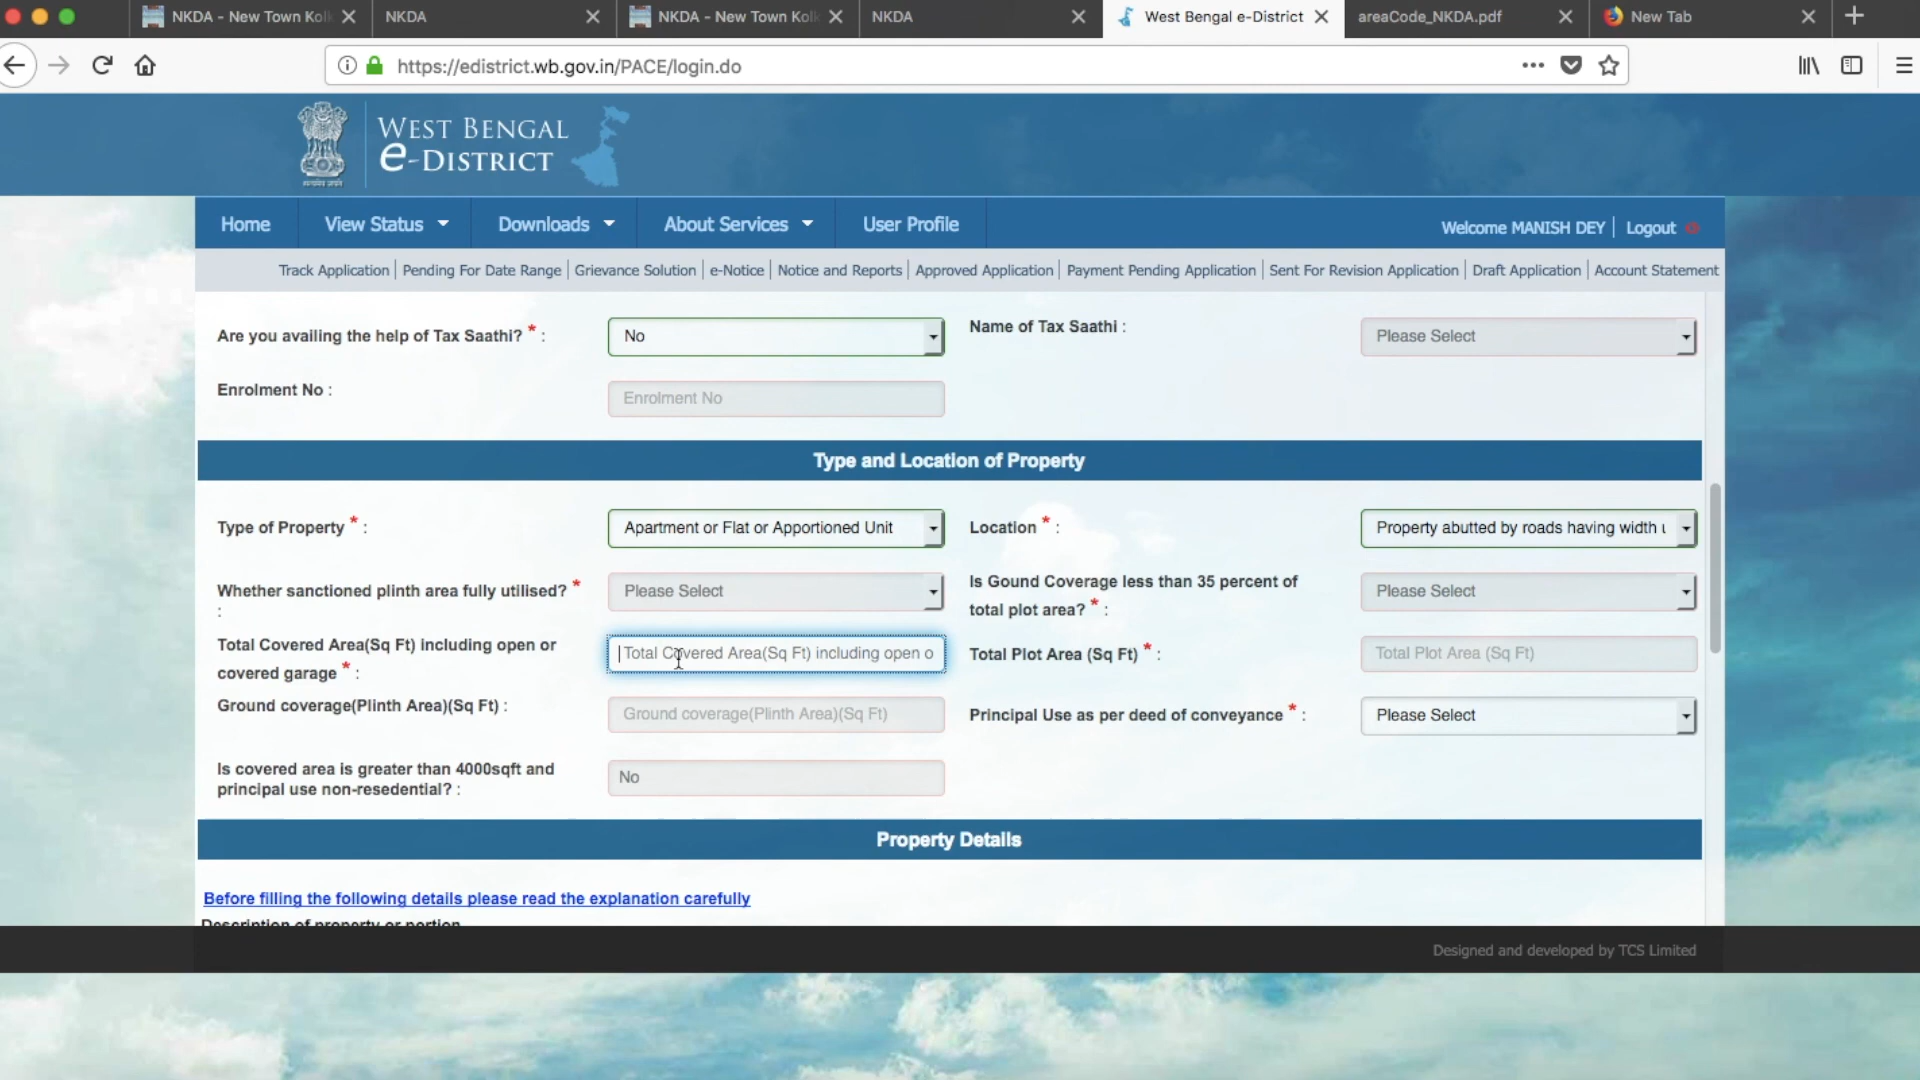 NKDA - New Town Kolk
NKDA
NKDA - New Town Kolk
NKDA
West Bengal e-District
areaCode_NKDA.pdf
New Tab
https://edistrict.wb.gov.in/PACE/login.do
WEST BENGAL
e-DISTRICT
Home
View Status
Downloads
About Services
User Profile
Welcome MANISH DEY
Logout
Track Application
Pending For Date Range
Grievance Solution
e-Notice
Notice and Reports
Approved Application
Payment Pending Application
Sent For Revision Application
Draft Application
Account Statement
Are you availing the help of Tax Saathi? * :
No
Name of Tax Saathi :
Please Select
Enrolment No :
Enrolment No
Type and Location of Property
Type of Property * :
Apartment or Flat or Apportioned Unit
Location * :
Property abutted by roads having width u
Whether sanctioned plinth area fully utilised? *
:
Please Select
Is Gound Coverage less than 35 percent of
total plot area? * :
Please Select
Total Covered Area(Sq Ft) including open or
covered garage * :
Total Covered Area(Sq Ft) including open o
Total Plot Area (Sq Ft) * :
Total Plot Area (Sq Ft)
Ground coverage(Plinth Area)(Sq Ft) :
Ground coverage(Plinth Area)(Sq Ft)
Principal Use as per deed of conveyance * :
Please Select
Is covered area is greater than 4000sqft and
principal use non-resedential? :
No
Property Details
Before filling the following details please read the explanation carefully
Description of property or portion
Designed and developed by TCS Limited